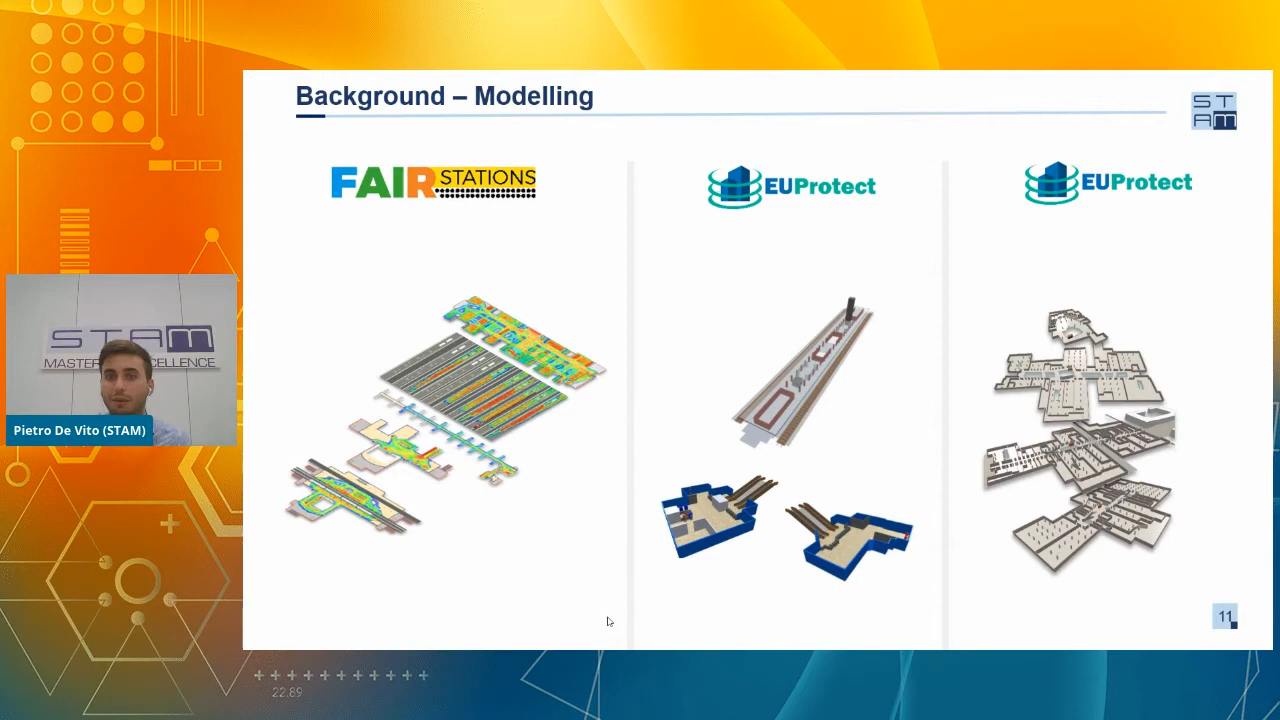 Background – Modelling
ST
AM
FAIR STATIONS
EUProtect
EUProtect
STAM
MASTER CELLENCE
Pietro De Vito (STAM)
11
22.89